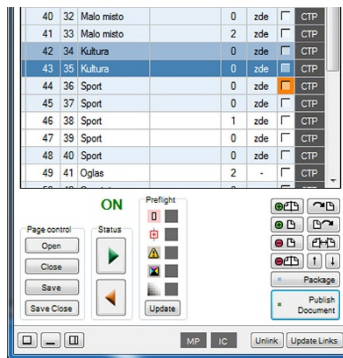 40 32 Malo misto 0 zde CTP
41 33 Malo misto 2 zde CTP
42 34 Kultura 0 zde CTP
43 35 Kultura 0 zde CTP
44 36 Sport 0 zde CTP
45 37 Sport 0 zde CTP
46 38 Sport 1 zde CTP
47 39 Sport 0 zde CTP
48 40 Sport 0 zde CTP
49 41 Oglas 2 - CTP
ON
Preflight
Page control
Status
Open
Close
Save
Save Close
Update
Package
Publish
Document
MP IC Unlink Update Links